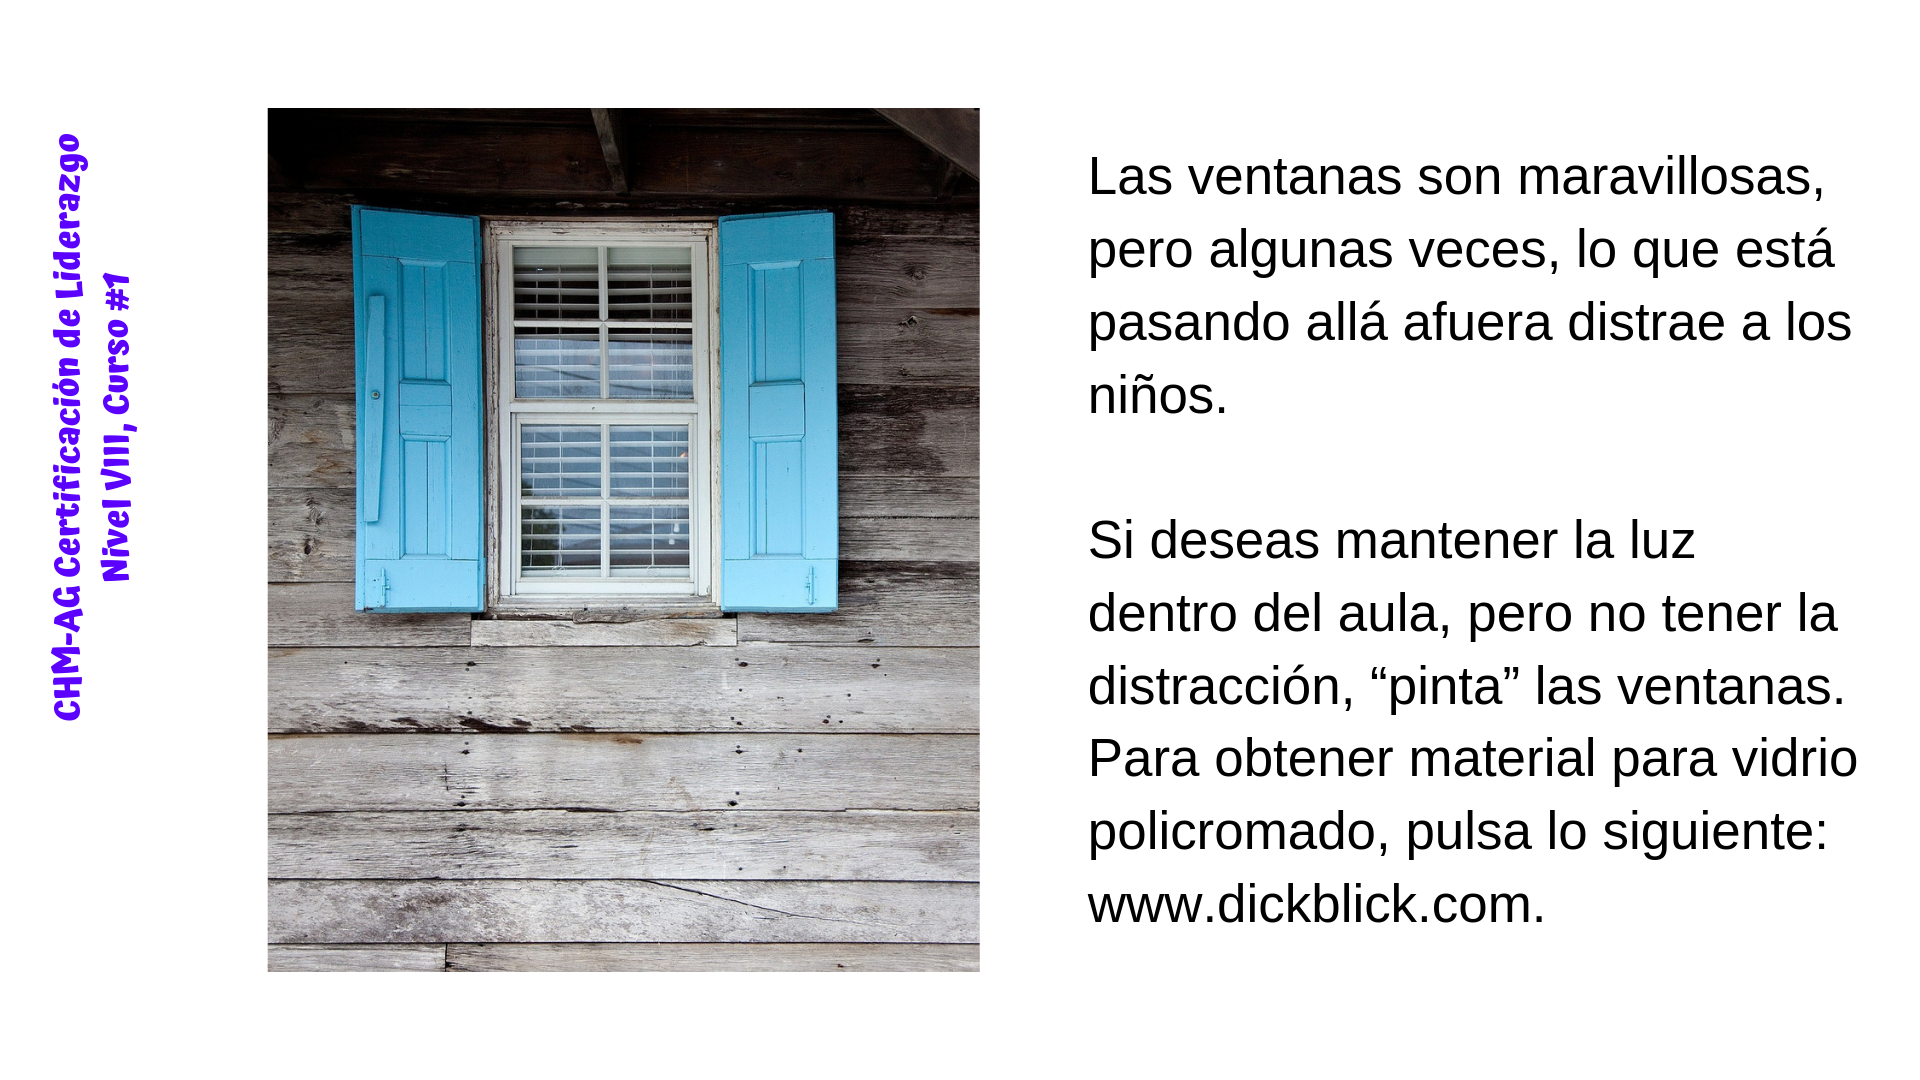 CHM-AG Certificación de Liderazgo
Nivel VIII, Curso #1
Las ventanas son maravillosas,
pero algunas veces, lo que está
pasando allá afuera distrae a los
niños.
Si deseas mantener la luz
dentro del aula, pero no tener la
distracción, “pinta” las ventanas.
Para obtener material para vidrio
policromado, pulsa lo siguiente:
www.dickblick.com.